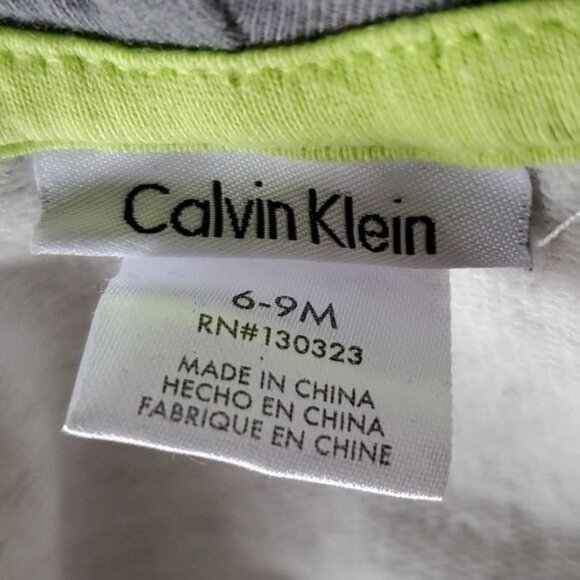 Calvin Klein
6-9M
RN#130323
MADE IN CHINA
HECHO EN CHINA
FABRIQUE EN CHINE